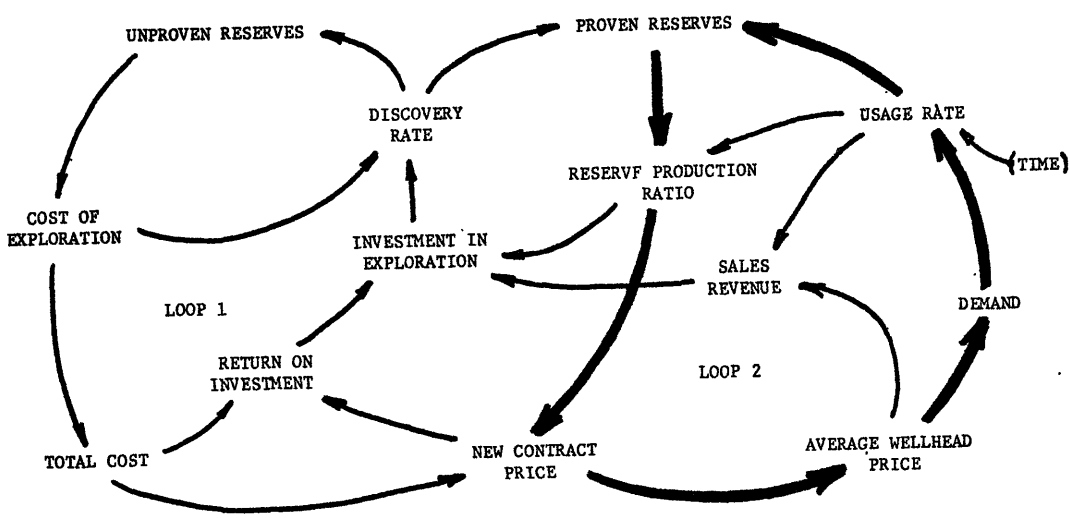 UNPROVEN RESERVES
PROVEN RESERVES
DISCOVERY
RATE
USAGE RATE
(TIME)
RESERVF PRODUCTION
RATIO
COST OF
EXPLORATION
INVESTMENT IN
EXPLORATION
SALES
REVENUE
LOOP 1
DEMAND
RETURN ON
INVESTMENT
LOOP 2
TOTAL COST
NEW CONTRACT
PRICE
AVERAGE WELLHEAD
PRICE